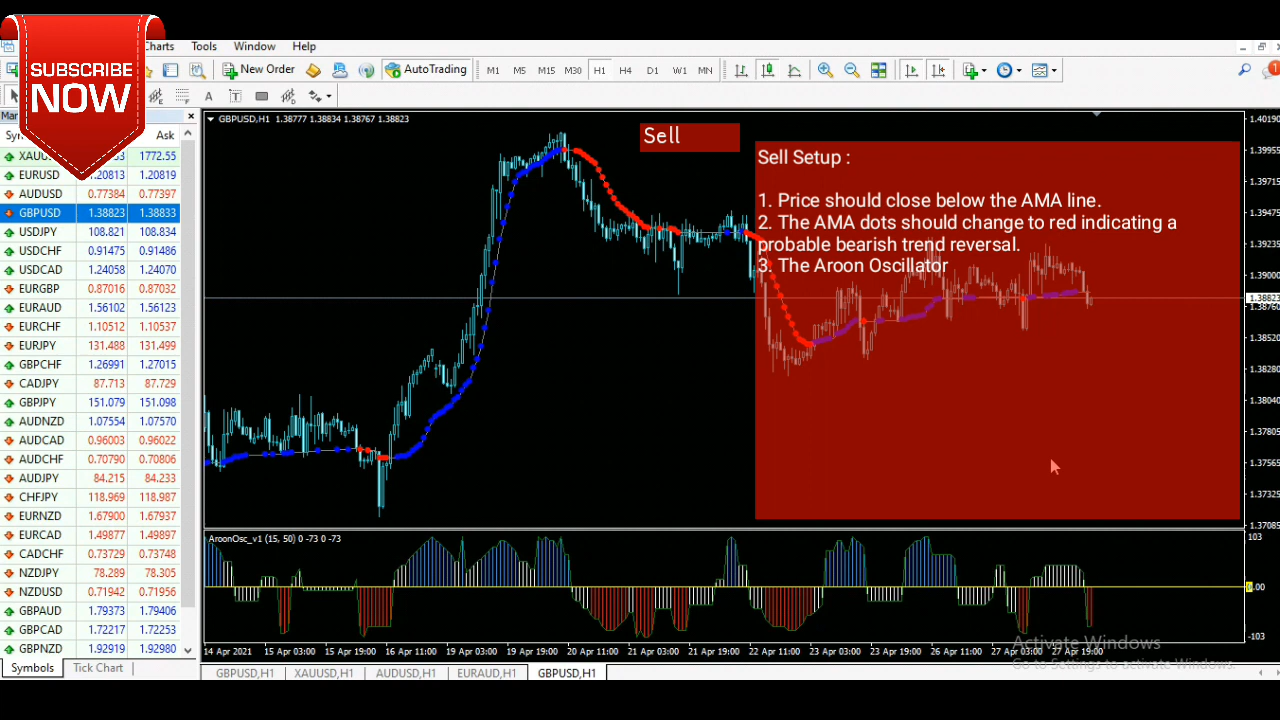 SUBSCRIBE
NOW
Charts Tools Window Help
New Order AutoTrading M1 M5 M15 M30 H1 H4 D1 W1 MN
A T
Ask
XAU 1772.55
EURUSD 1.20813 1.20819
AUDUSD 0.77384 0.77397
GBPUSD 1.38823 1.38833
USDJPY 108.821 108.834
USDCHF 0.91475 0.91486
USDCAD 1.24058 1.24070
EURGBP 0.87016 0.87032
EURAUD 1.56102 1.56123
EURCHF 1.10512 1.10537
EURJPY 131.488 131.499
GBPCHF 1.26991 1.27015
CADJPY 87.713 87.729
GBPJPY 151.079 151.098
AUDNZD 1.07554 1.07570
AUDCAD 0.96003 0.96022
AUDCHF 0.70790 0.70806
AUDJPY 84.215 84.233
CHFJPY 118.969 118.987
EURNZD 1.67900 1.67937
EURCAD 1.49877 1.49897
CADCHF 0.73729 0.73748
NZDJPY 78.289 78.305
NZDUSD 0.71942 0.71956
GBPAUD 1.79373 1.79406
GBPCAD 1.72217 1.72253
GBPNZD 1.92919 1.92980
Symbols Tick Chart
GBPUSD,H1 1.38777 1.38834 1.38767 1.38823
Sell
Sell Setup :
1. Price should close below the AMA line.
2. The AMA dots should change to red indicating a
probable bearish trend reversal.
3. The Aroon Oscillator
1.40190
1.39955
1.39715
1.39475
1.39235
1.39000
1.38823
1.38760
1.38520
1.38280
1.38040
1.37805
1.37565
1.37325
1.37085
AroonOsc_v1 (15, 50) 0 -73 0 -73
103
0.00
-103
14 Apr 2021 15 Apr 03:00 15 Apr 19:00 16 Apr 11:00 19 Apr 03:00 19 Apr 19:00 20 Apr 11:00 21 Apr 03:00 21 Apr 19:00 22 Apr 11:00 23 Apr 03:00 23 Apr 19:00 26 Apr 11:00 27 Apr 03:00 27 Apr 19:00
Activate Windows
Go to Settings to activate Windows.
GBPUSD,H1 XAUUSD,H1 AUDUSD,H1 EURAUD,H1 GBPUSD,H1